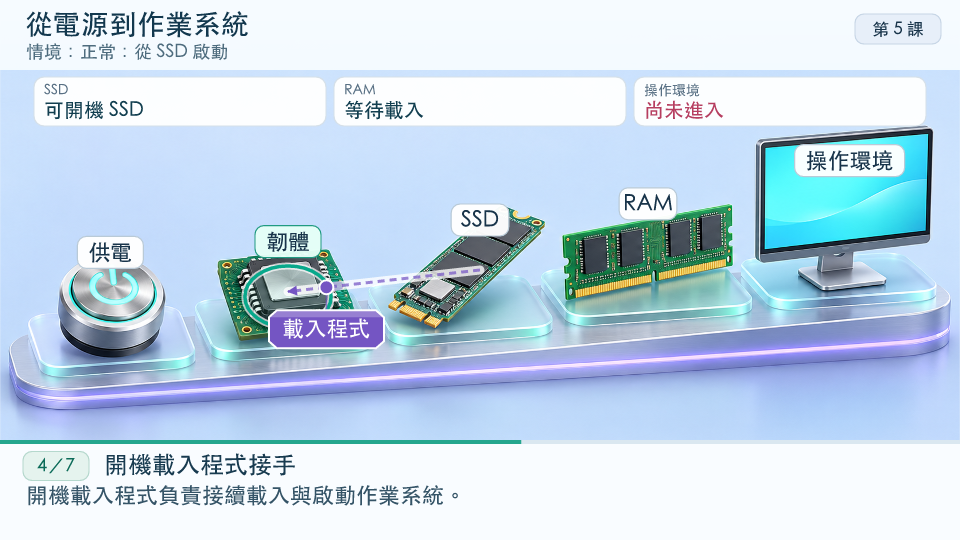 從電源到作業系統
情境：正常：從 SSD 啟動
第 5 課
SSD
可開機 SSD
RAM
等待載入
操作環境
尚未進入
操作環境
RAM
SSD
韌體
供電
載入程式
4／7
開機載入程式接手
開機載入程式負責接續載入與啟動作業系統。